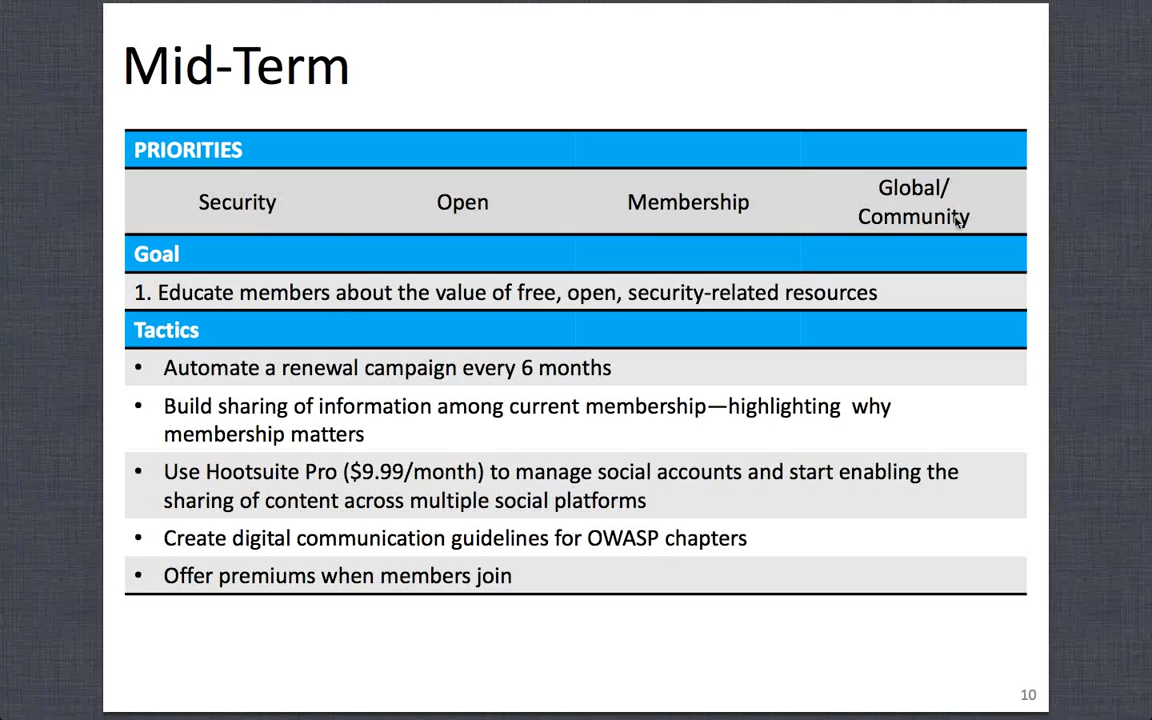 Mid-Term
PRIORITIES
Security Open Membership Global/
Community
Goal
1. Educate members about the value of free, open, security-related resources
Tactics
• Automate a renewal campaign every 6 months
• Build sharing of information among current membership—highlighting why
membership matters
• Use Hootsuite Pro ($9.99/month) to manage social accounts and start enabling the
sharing of content across multiple social platforms
• Create digital communication guidelines for OWASP chapters
• Offer premiums when members join
10